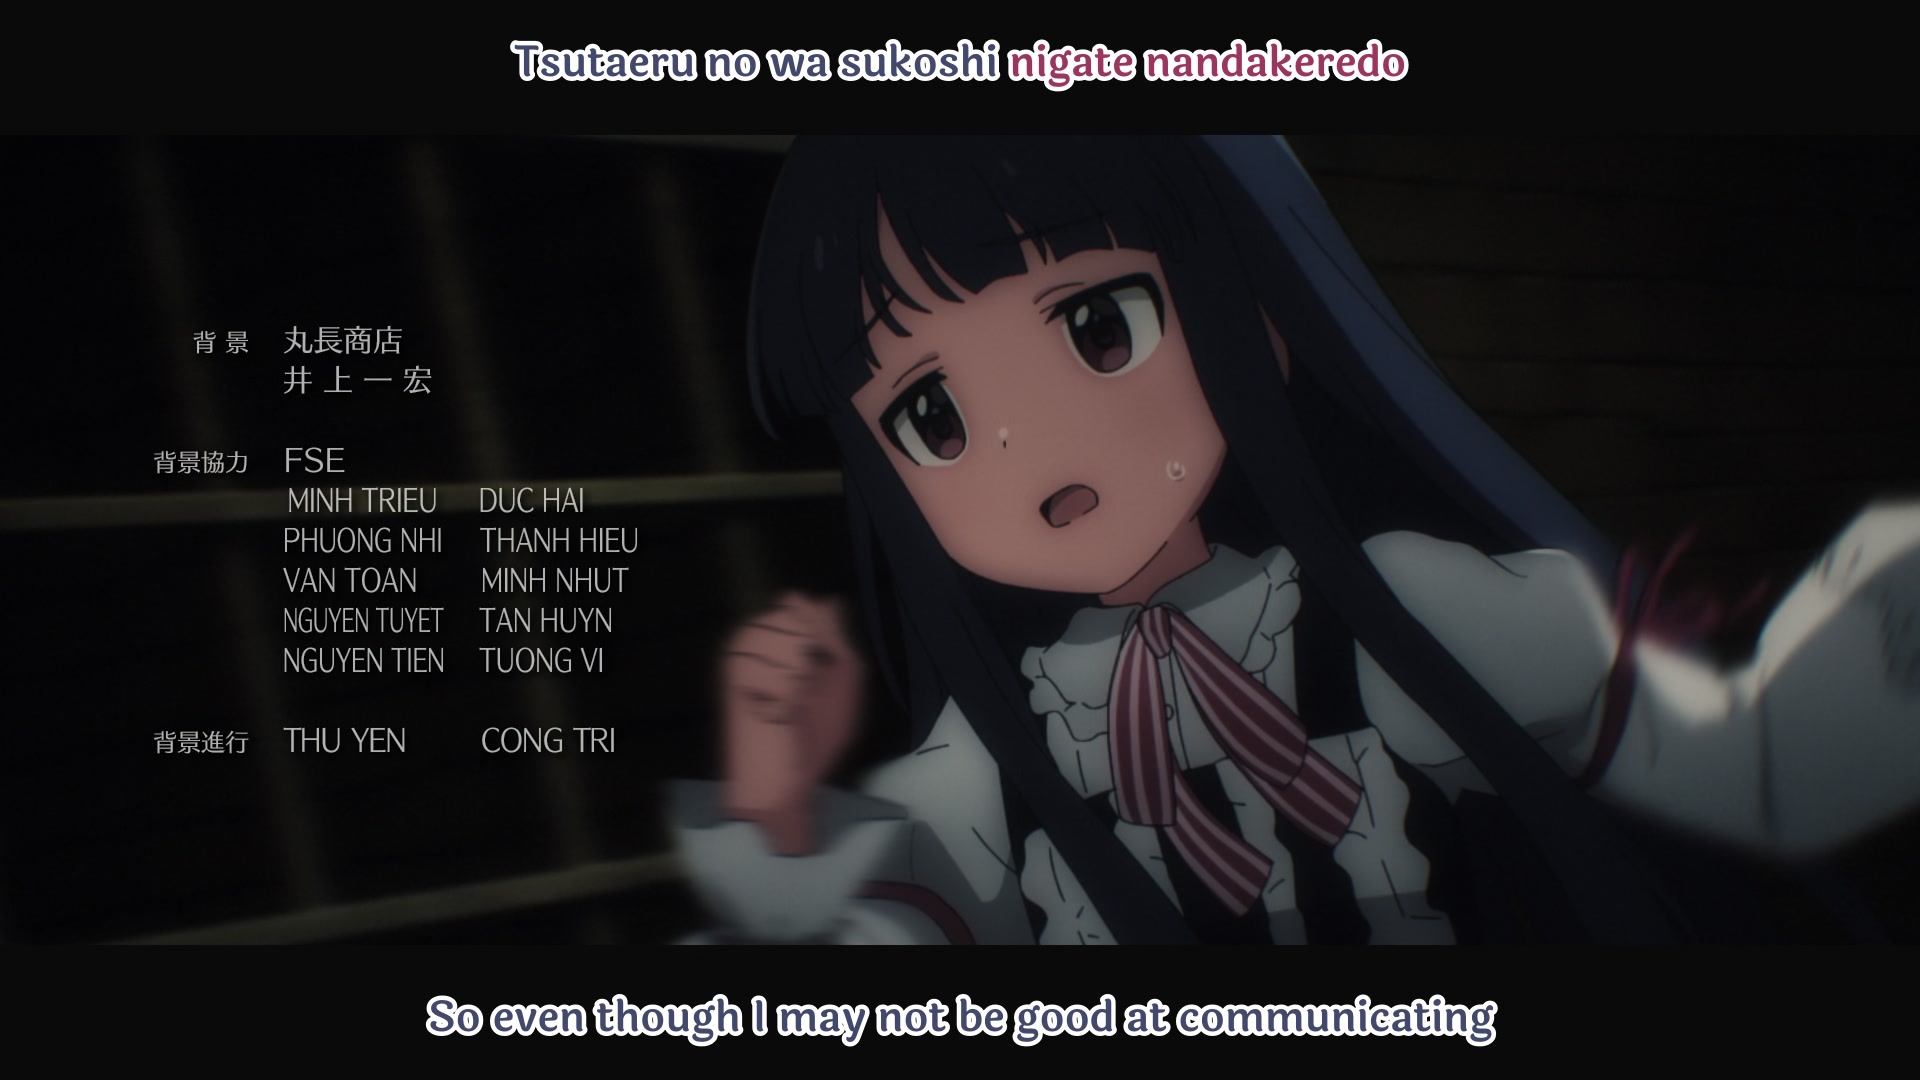 Tsutaeru no wa sukoshi nigate nandakeredo
背景 丸長商店
井上一宏
背景協力 FSE
MINH TRIEU DUC HAI
PHUONG NHI THANH HIEU
VAN TOAN MINH NHUT
NGUYEN TUYET TAN HUYN
NGUYEN TIEN TUONG VI
背景進行 THU YEN CONG TRI
So even though I may not be good at communicating